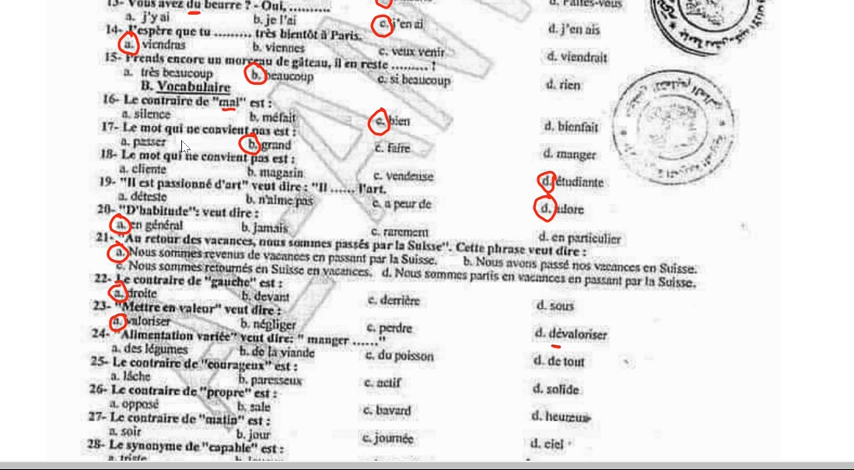 13- Vous avez du beurre ? - Oui, ..........
a. j'y ai b. je l'ai c. j'en ai d. j'en ais
14- J'espère que tu ......... très bientôt à Paris.
a. viendras b. viennes c. veux venir d. viendrait
15- Prends encore un morceau de gâteau, il en reste ......... !
a. très beaucoup b. beaucoup c. si beaucoup d. rien
B. Vocabulaire
16- Le contraire de "mal" est :
a. silence b. méfait c. bien d. bienfait
17- Le mot qui ne convient pas est :
a. passer b. grand c. faire d. manger
18- Le mot qui ne convient pas est :
a. cliente b. magasin c. vendeuse d. étudiante
19- "Il est passionné d'art" veut dire : "Il ...... l'art.
a. déteste b. n'aime pas c. a peur de d. adore
20- "D'habitude": veut dire :
a. en général b. jamais c. rarement d. en particulier
21- "Au retour des vacances, nous sommes passés par la Suisse". Cette phrase veut dire :
a. Nous sommes revenus de vacances en passant par la Suisse. b. Nous avons passé nos vacances en Suisse.
c. Nous sommes retournés en Suisse en vacances. d. Nous sommes partis en vacances en passant par la Suisse.
22- Le contraire de "gauche" est :
a. droite b. devant c. derrière d. sous
23- "Mettre en valeur" veut dire :
a. valoriser b. négliger c. perdre d. dévaloriser
24- "Alimentation variée" veut dire: " manger ......"
a. des légumes b. de la viande c. du poisson d. de tout
25- Le contraire de "courageux" est :
a. lâche b. paresseux c. actif d. solide
26- Le contraire de "propre" est :
a. opposé b. sale c. bavard d. heureux
27- Le contraire de "matin" est :
a. soir b. jour c. journée d. ciel
28- Le synonyme de "capable" est :
a. triste